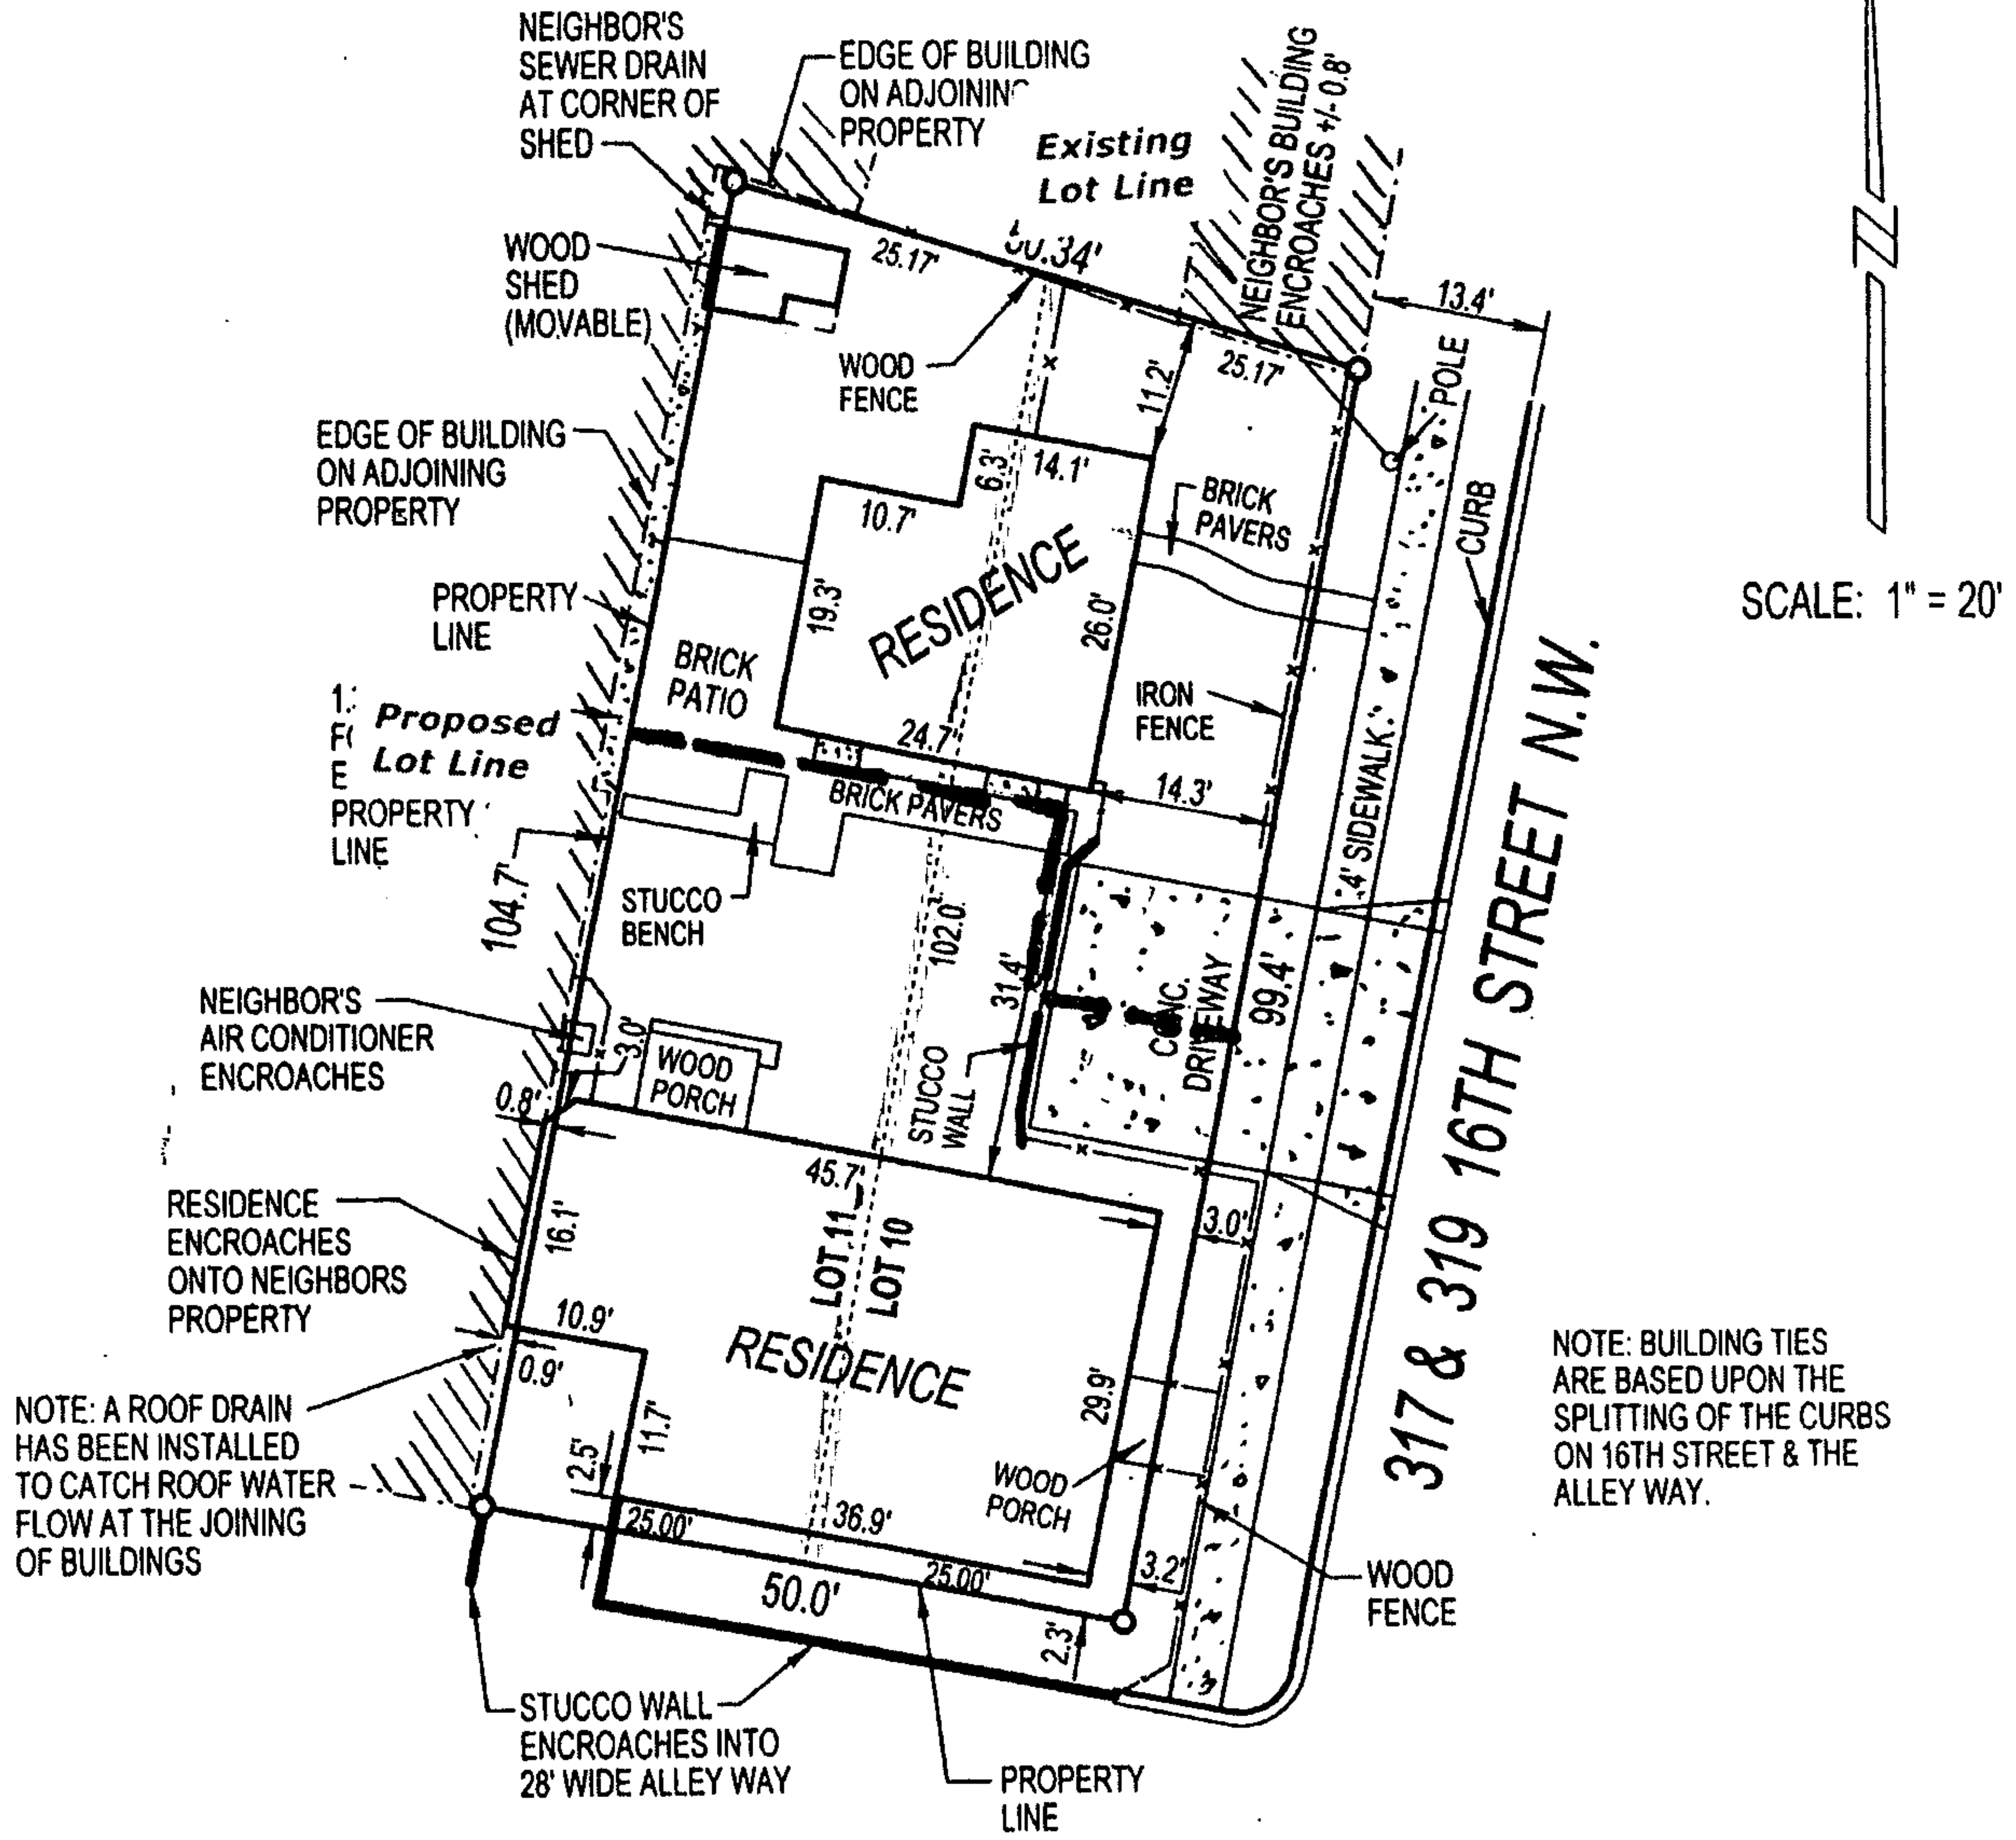 NEIGHBOR'S
SEWER DRAIN
AT CORNER OF
SHED
EDGE OF BUILDING
ON ADJOINING
PROPERTY
Existing
Lot Line
NEIGHBOR'S BUILDING
ENCROACHES +/- 0.8'
WOOD
SHED
(MOVABLE)
25.17'
50.34'
25.17'
13.4'
WOOD
FENCE
11.2'
POLE
EDGE OF BUILDING
ON ADJOINING
PROPERTY
6.3'
14.1'
10.7'
BRICK
PAVERS
CURB
SCALE: 1" = 20'
PROPERTY
LINE
19.3'
RESIDENCE
26.0'
BRICK
PATIO
IRON
FENCE
4' SIDEWALK
Proposed
Lot Line
PROPERTY
LINE
24.7'
14.3'
BRICK PAVERS
104.7'
STUCCO
BENCH
102.0
31.4'
CONC.
DRIVEWAY
99.4'
317 & 319 16TH STREET N.W.
NEIGHBOR'S
AIR CONDITIONER
ENCROACHES
3.0'
WOOD
PORCH
STUCCO
WALL
0.8'
45.7'
RESIDENCE
ENCROACHES
ONTO NEIGHBORS
PROPERTY
16.1'
LOT 11
LOT 10
3.0'
10.9'
RESIDENCE
0.9'
29.9'
NOTE: A ROOF DRAIN
HAS BEEN INSTALLED
TO CATCH ROOF WATER
FLOW AT THE JOINING
OF BUILDINGS
11.7'
2.5'
WOOD
PORCH
NOTE: BUILDING TIES
ARE BASED UPON THE
SPLITTING OF THE CURBS
ON 16TH STREET & THE
ALLEY WAY.
25.00'
36.9'
25.00'
3.2'
50.0'
2.3'
WOOD
FENCE
STUCCO WALL
ENCROACHES INTO
28' WIDE ALLEY WAY
PROPERTY
LINE